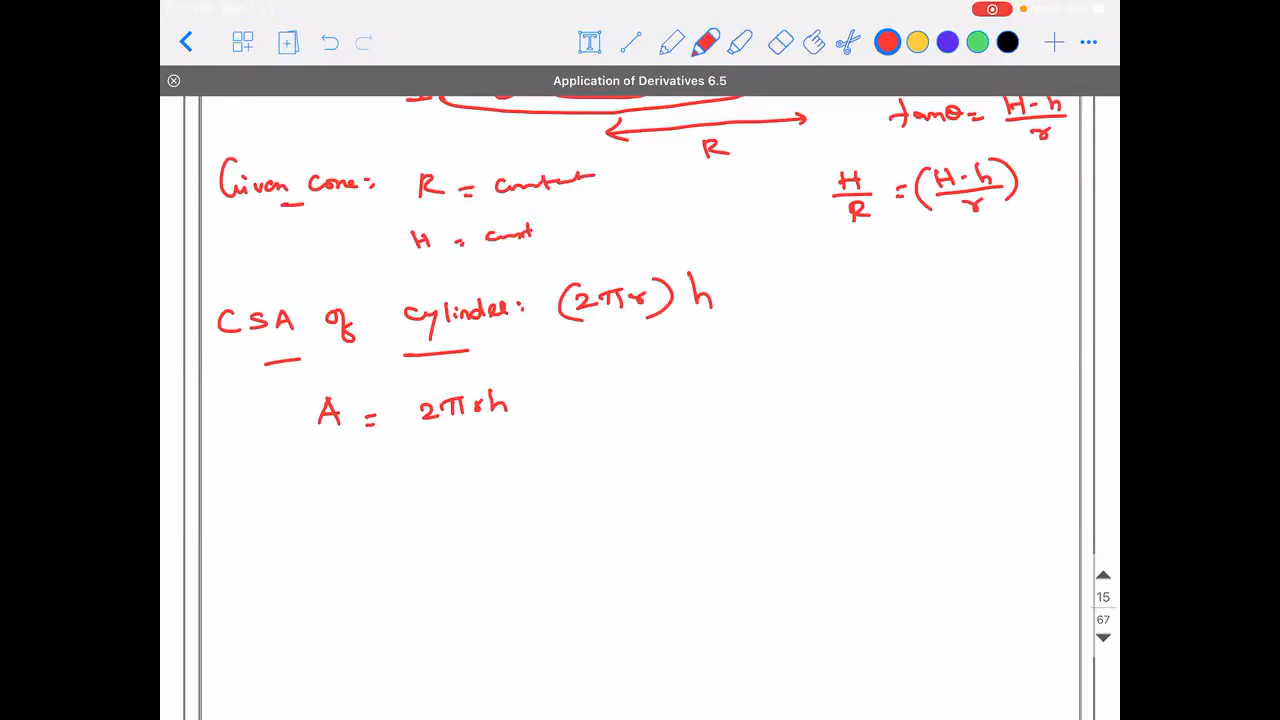 Application of Derivatives 6.5
tanθ = H-h/r
R
Given cone:- R = constant
H/R = (H-h/r)
H = const
CSA of cylinder: (2πr) h
A = 2πrh
15
67